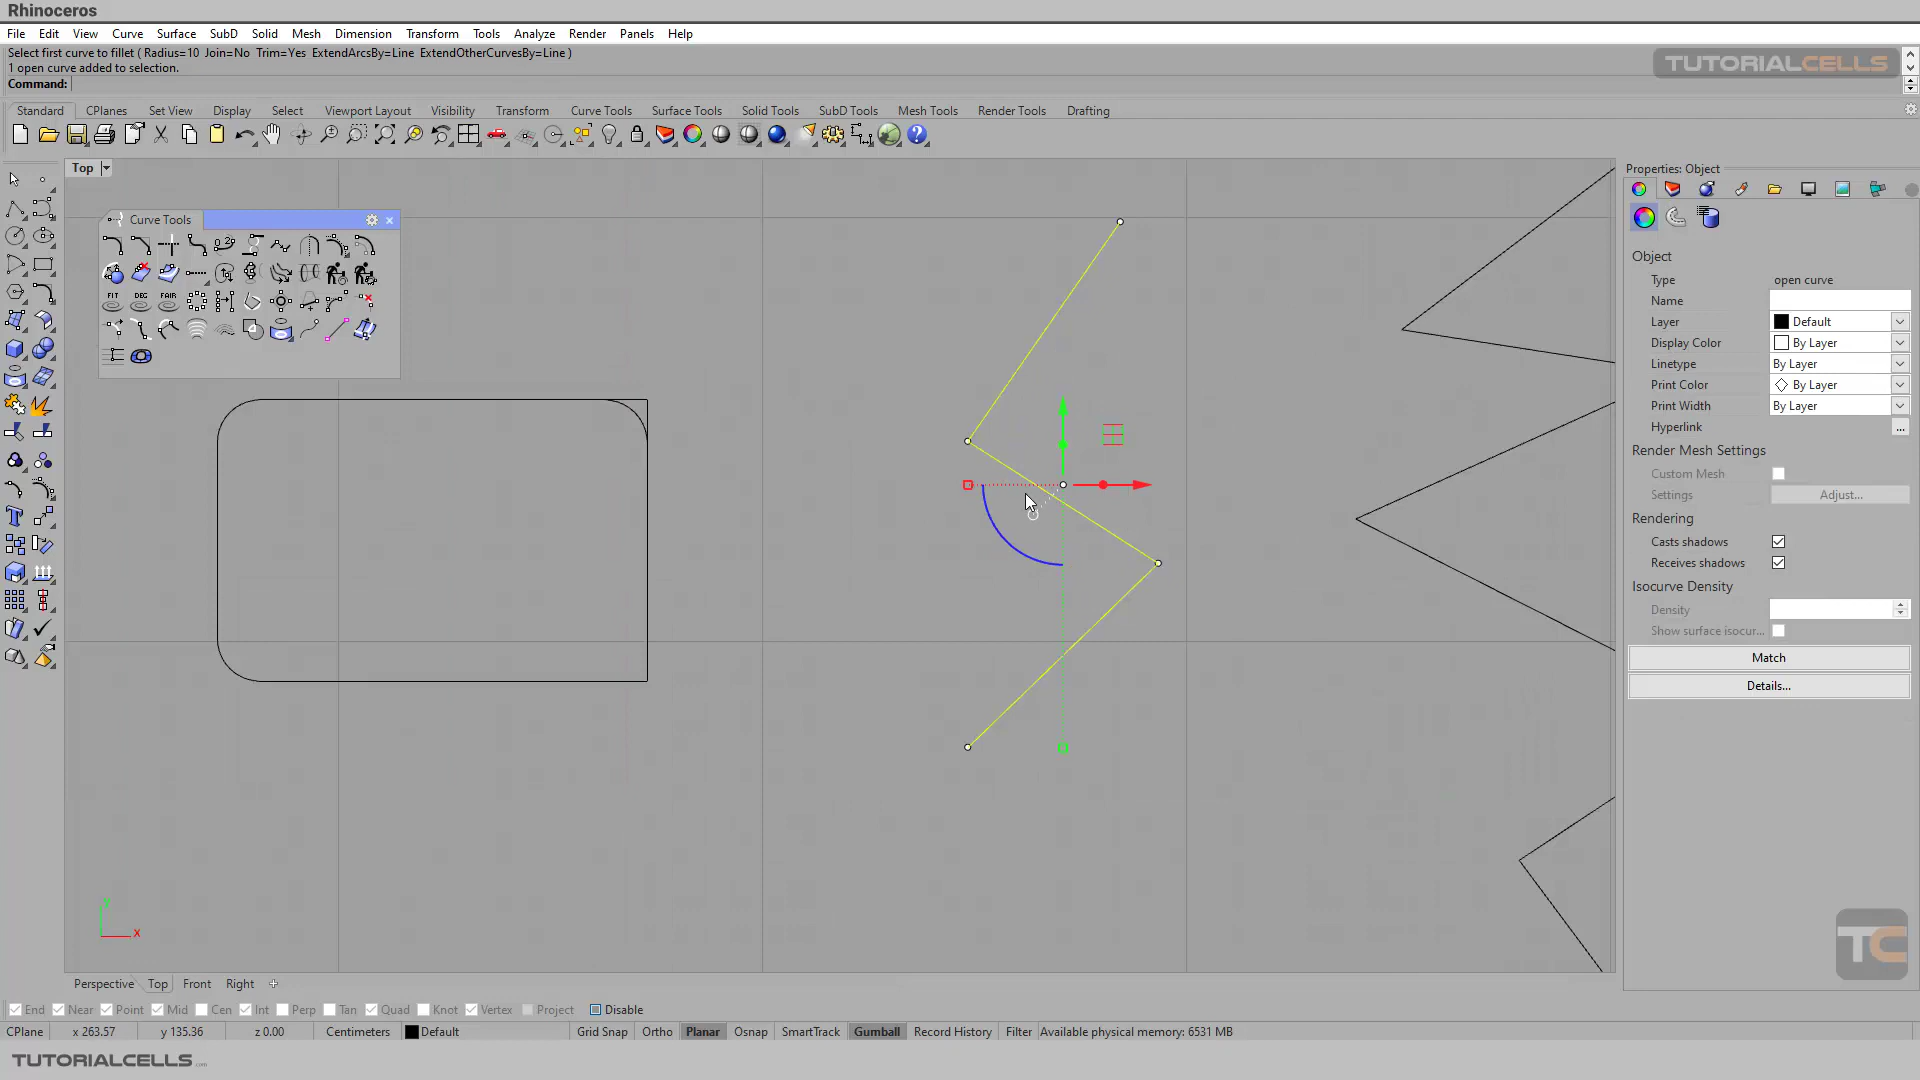 Rhinoceros
File Edit View Curve Surface SubD Solid Mesh Dimension Transform Tools Analyze Render Panels Help
Select first curve to fillet ( Radius=10 Join=No Trim=Yes ExtendArcsBy=Line ExtendOtherCurvesBy=Line )
1 open curve added to selection.
Command:
TUTORIALCELLS
Standard CPlanes Set View Display Select Viewport Layout Visibility Transform Curve Tools Surface Tools Solid Tools SubD Tools Mesh Tools Render Tools Drafting
Top
Properties: Object
Curve Tools
FIT DEG FAIR
Object
Type open curve
Name
Layer Default
Display Color By Layer
Linetype By Layer
Print Color By Layer
Print Width By Layer
Hyperlink ...
Render Mesh Settings
Custom Mesh
Settings Adjust...
Rendering
Casts shadows
Receives shadows
Isocurve Density
Density
Show surface isocur...
Match
Details...
y
x
TC
Perspective Top Front Right
End Near Point Mid Cen Int Perp Tan Quad Knot Vertex Project Disable
CPlane x 263.57 y 135.36 z 0.00 Centimeters Default Grid Snap Ortho Planar Osnap SmartTrack Gumball Record History Filter Available physical memory: 6531 MB
TUTORIALCELLS